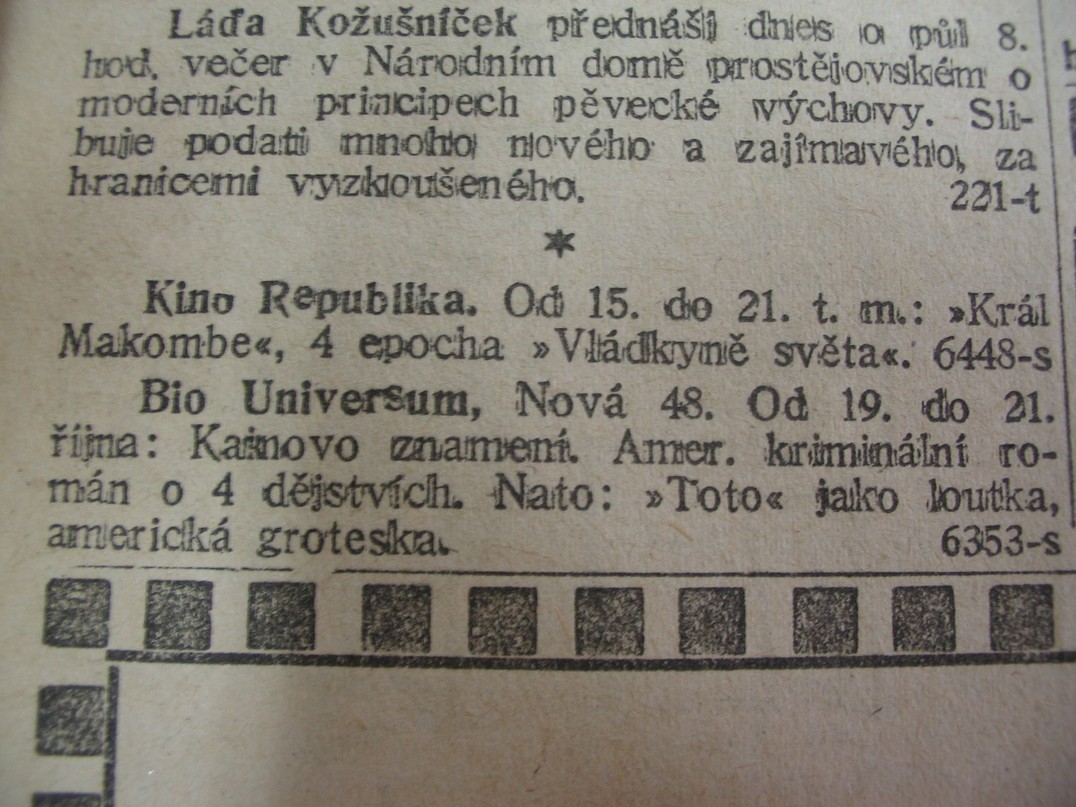 Láďa Kožušníček přednáší dnes o půl 8.
hod. večer v Národním domě prostějovském o
moderních principech pěvecké výchovy. Sli-
buje podati mnoho nového a zajímavého, za
hranicemi vyzkoušeného. 221-t
*
Kino Republika. Od 15. do 21. t. m.: »Král
Makombe«, 4 epocha »Vládkyně světa«. 6448-s
Bio Universum, Nová 48. Od 19. do 21.
října: Kainovo znamení. Amer. kriminální ro-
mán o 4 dějstvích. Nato: »Toto« jako loutka,
americká groteska. 6353-s